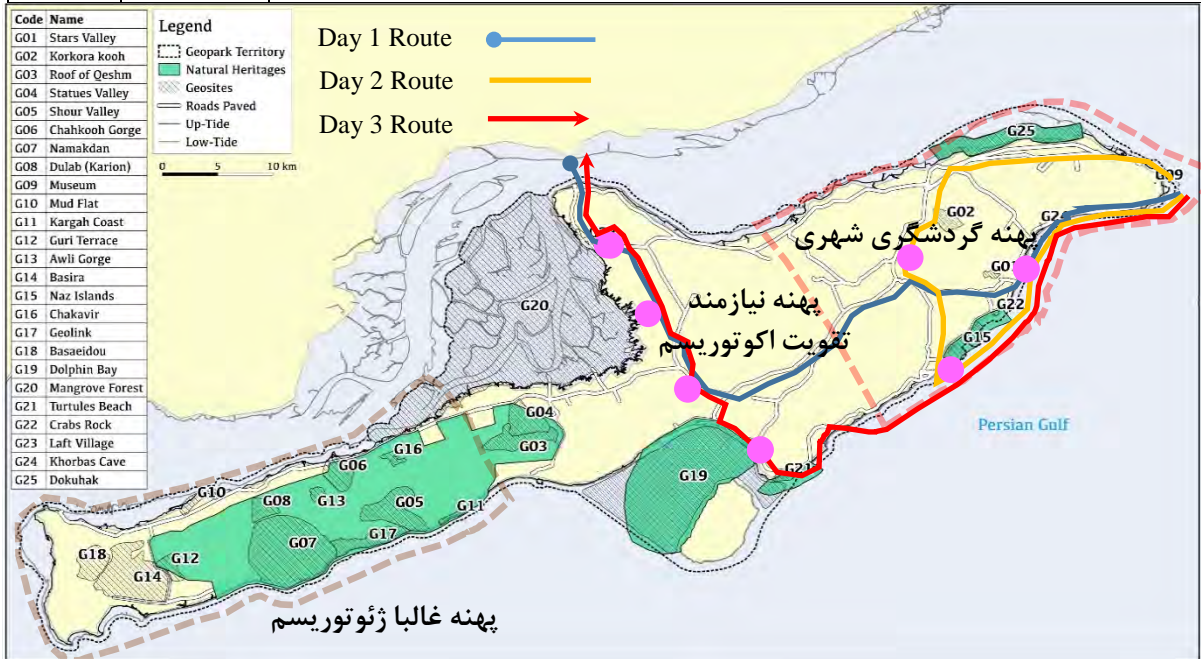 Code Name
G01 Stars Valley
G02 Korkora kooh
G03 Roof of Qeshm
G04 Statues Valley
G05 Shour Valley
G06 Chahkooh Gorge
G07 Namakdan
G08 Dulab (Karion)
G09 Museum
G10 Mud Flat
G11 Kargah Coast
G12 Guri Terrace
G13 Awli Gorge
G14 Basira
G15 Naz Islands
G16 Chakavir
G17 Geolink
G18 Basaeidou
G19 Dolphin Bay
G20 Mangrove Forest
G21 Turtules Beach
G22 Crabs Rock
G23 Laft Village
G24 Khorbas Cave
G25 Dokuhak
Legend
Geopark Territory
Natural Heritages
Geosites
Roads Paved
Up-Tide
Low-Tide
0 5 10 km
Day 1 Route
Day 2 Route
Day 3 Route
G25
G09
G02
G24
پهنه گردشگری شهری
G01
G20
پهنه نیازمند
تقویت اکوتوریسم
G22
G15
Persian Gulf
G04
G03
G16
G06
G19
G21
G10
G08
G13
G05
G11
G17
G07
G18
G12
G14
پهنه غالبا ژئوتوریسم